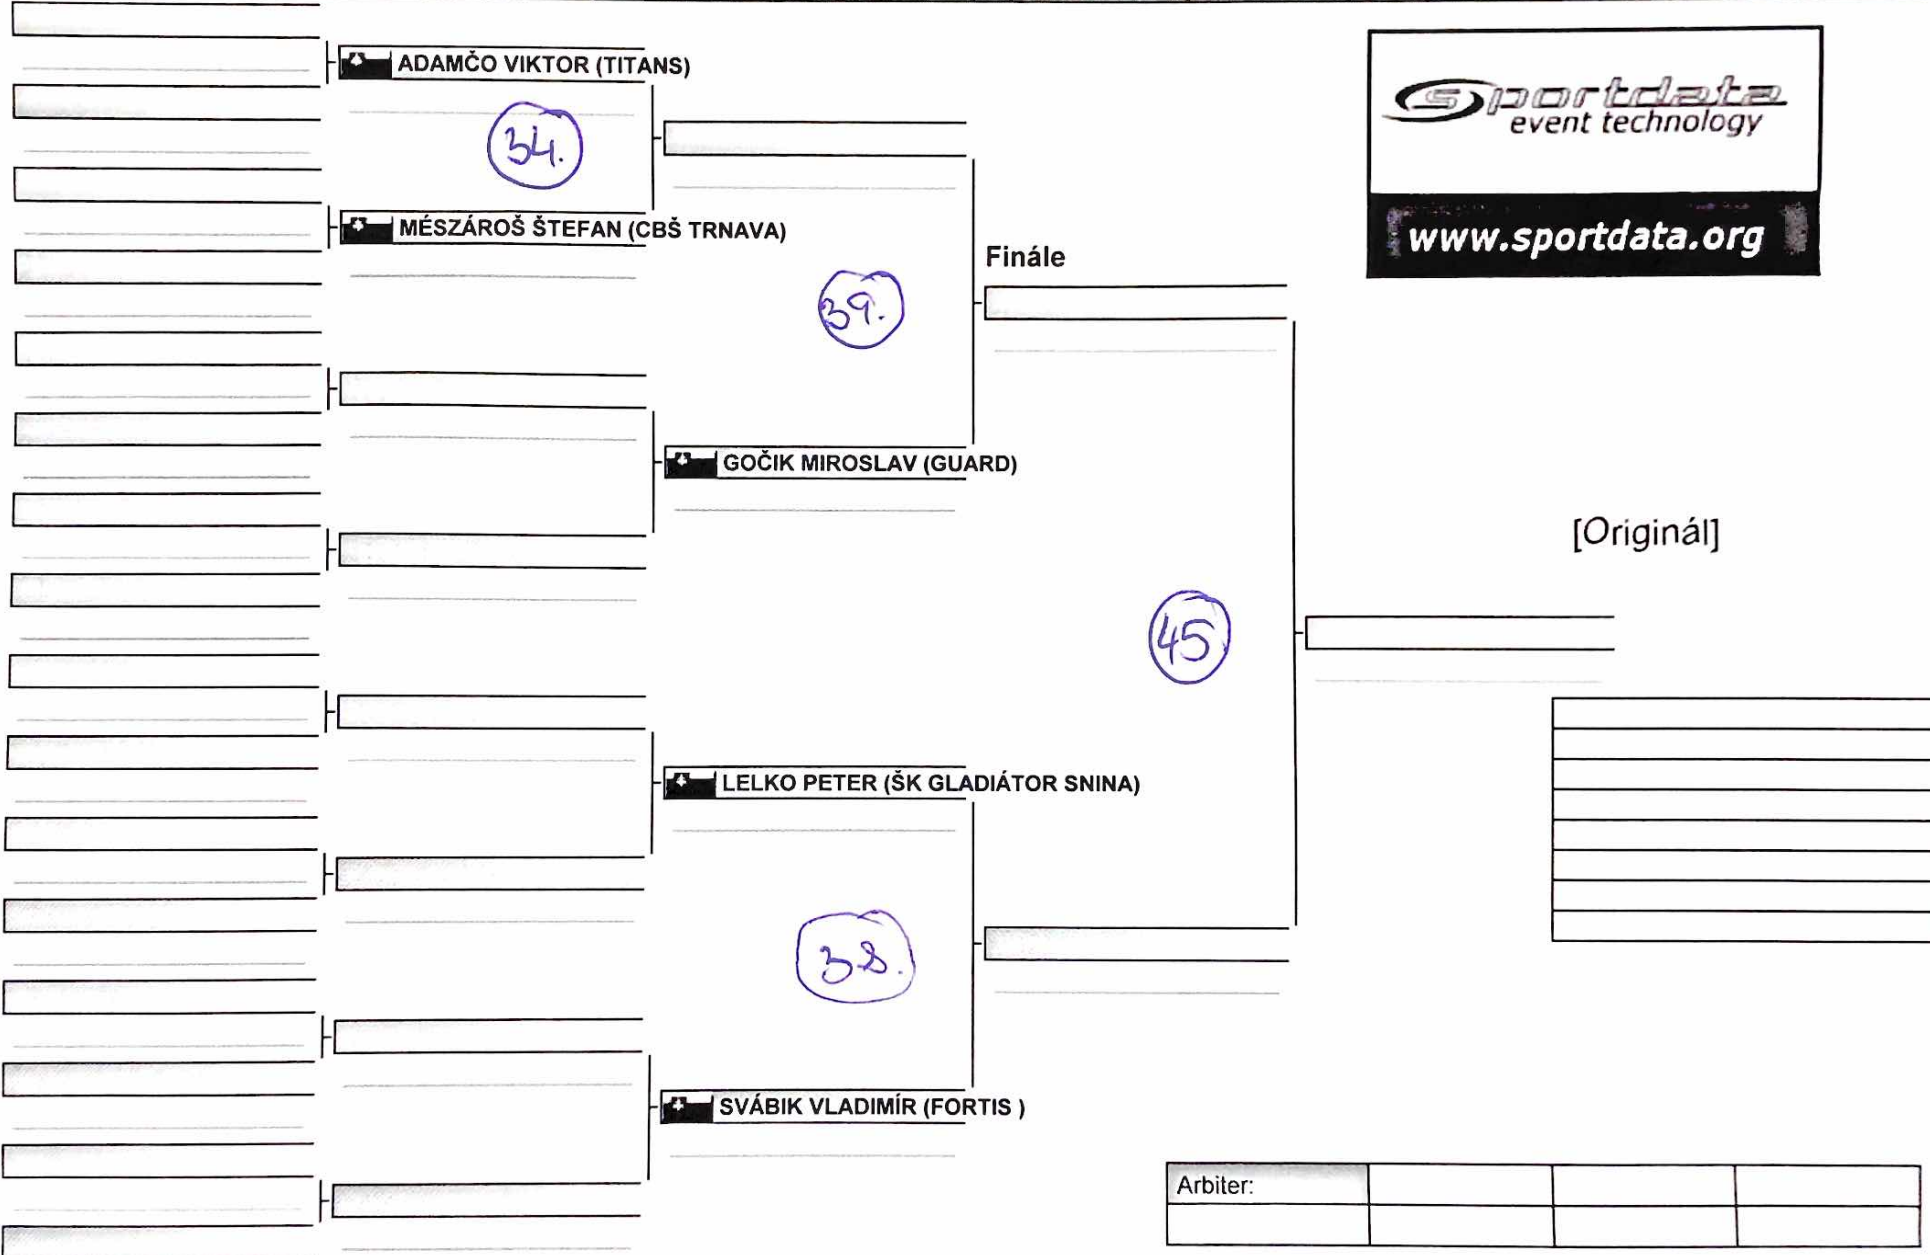 ADAMČO VIKTOR (TITANS)
34.
MÉSZÁROŠ ŠTEFAN (CBŠ TRNAVA)
39.
GOČIK MIROSLAV (GUARD)
Finále
sportdata
event technology
www.sportdata.org
[Originál]
45
LELKO PETER (ŠK GLADIÁTOR SNINA)
38.
SVÁBIK VLADIMÍR (FORTIS )
Arbiter: